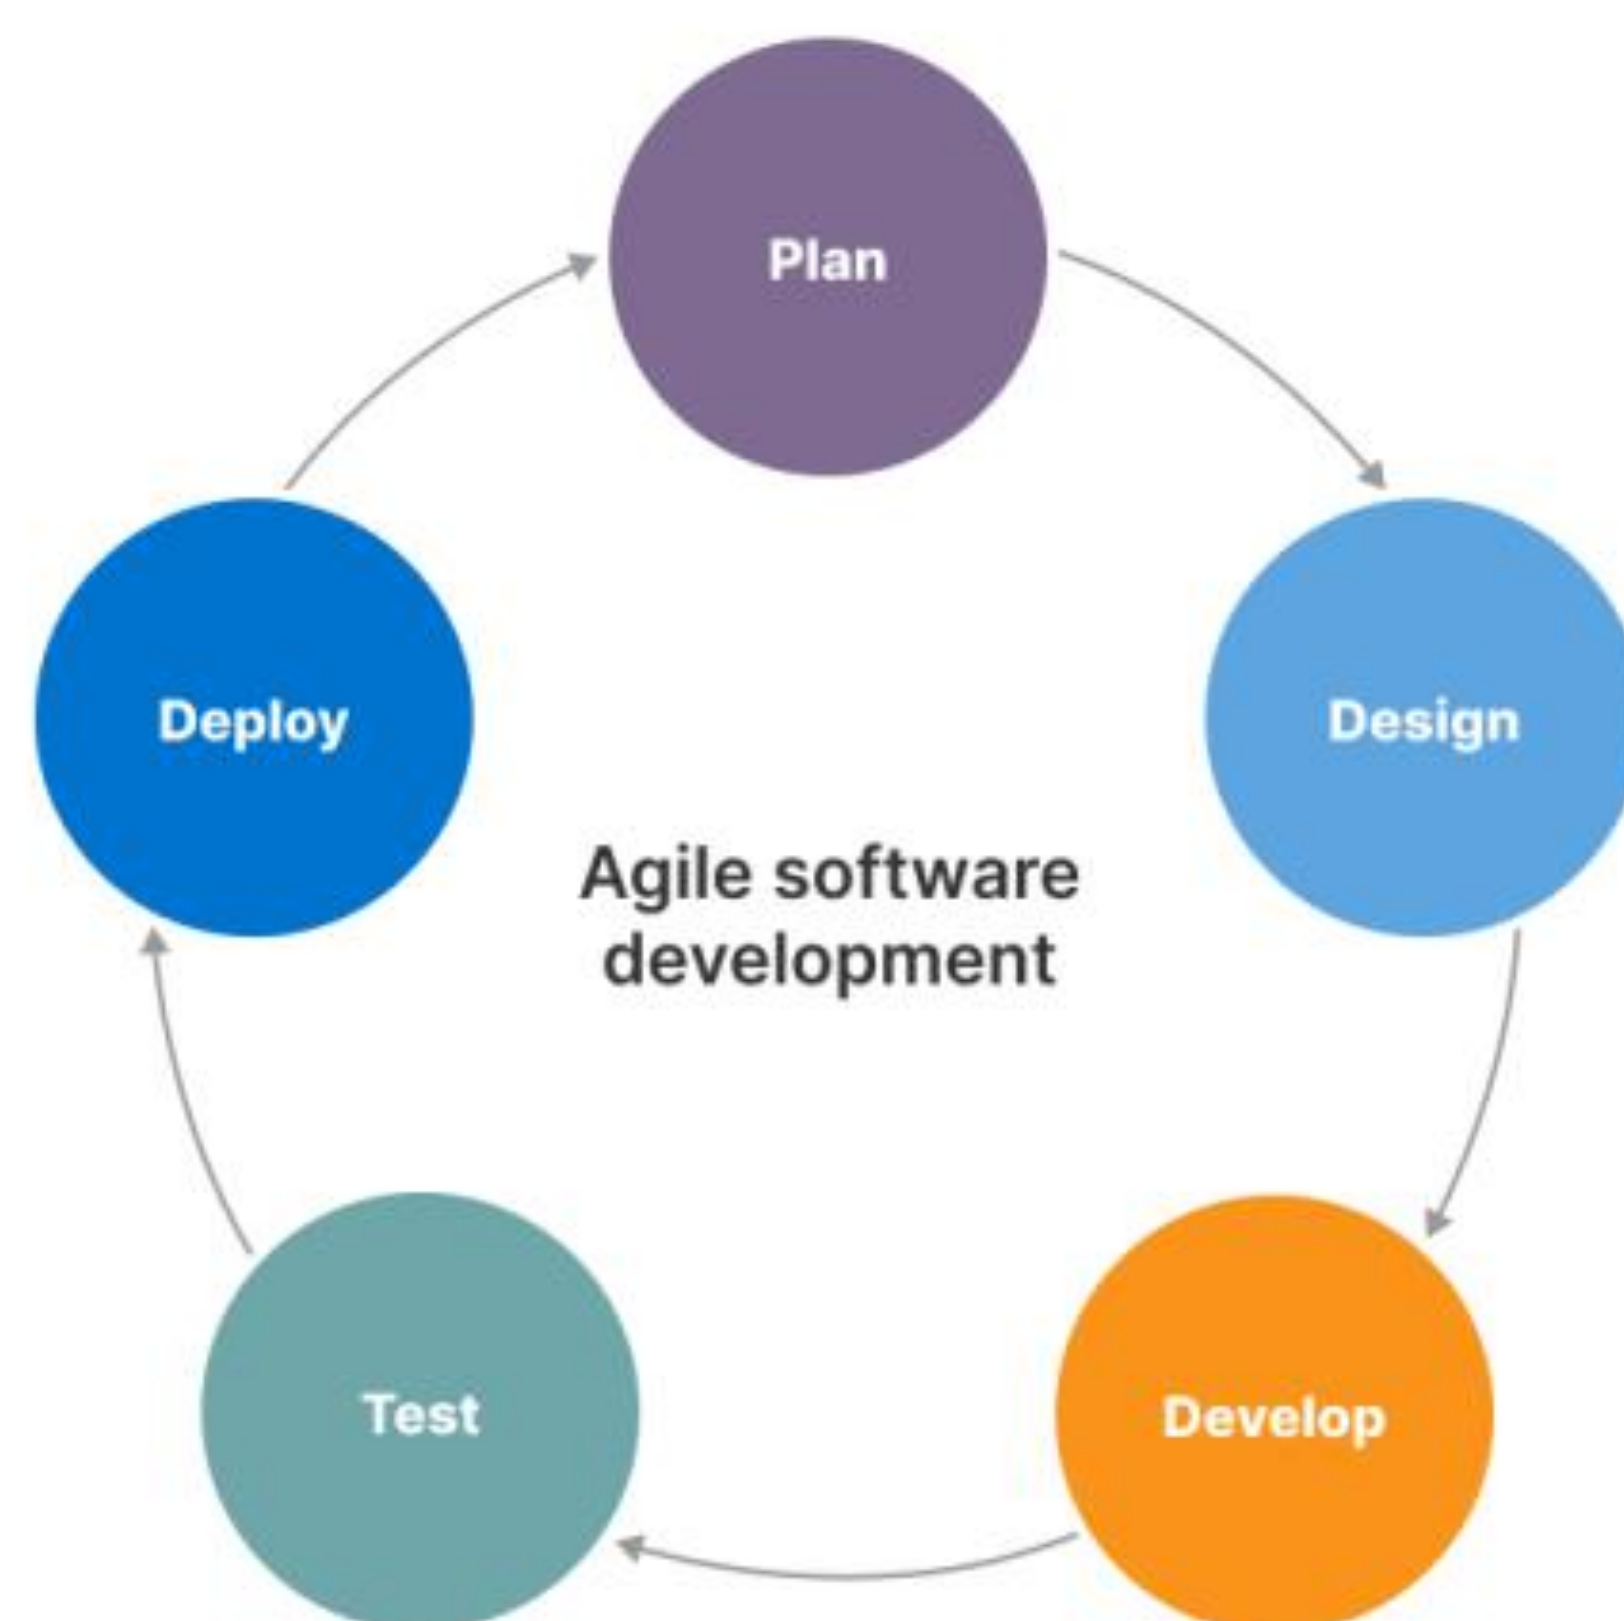 Plan
Design
Develop
Test
Deploy
Agile software
development